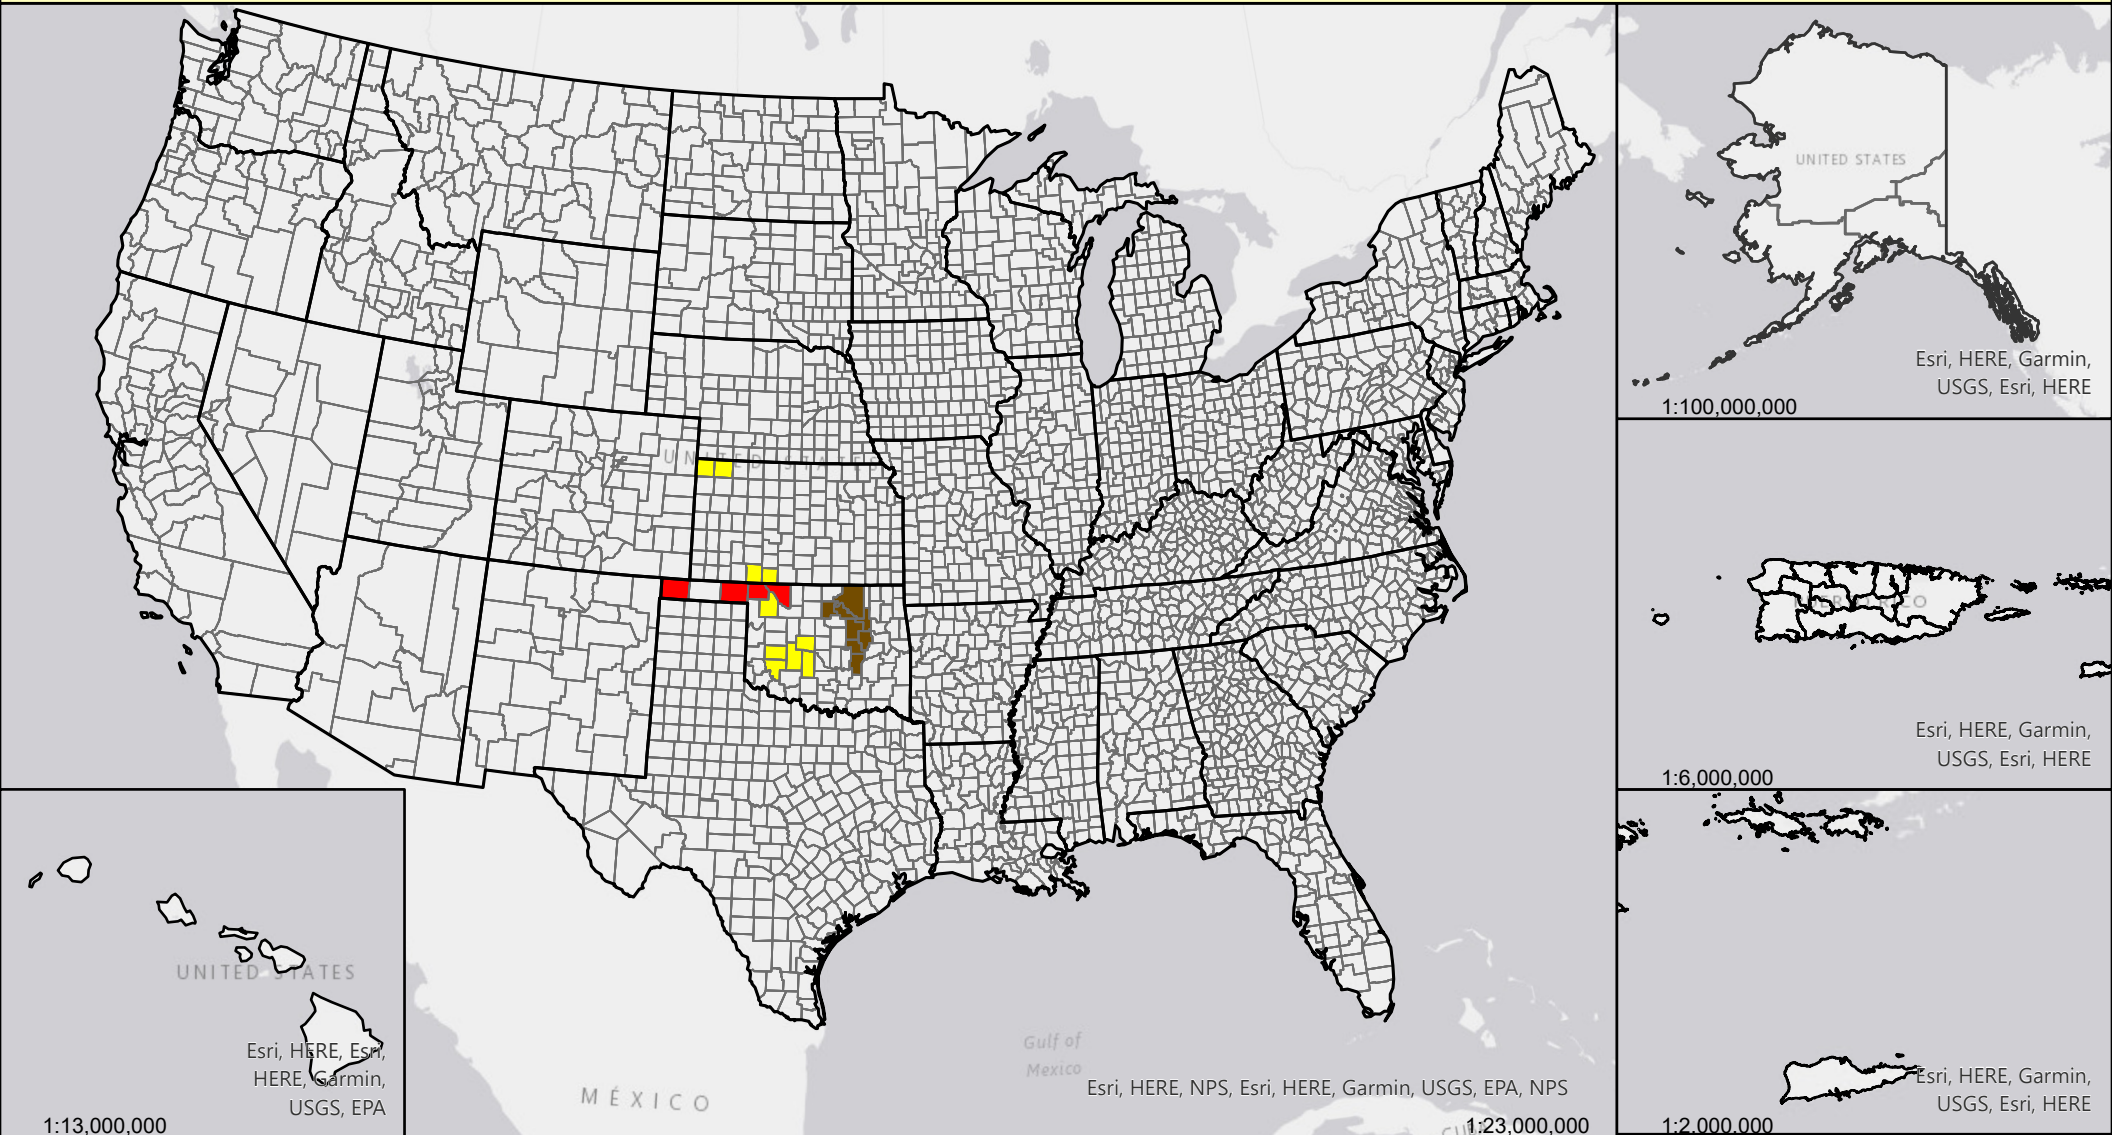 UNITED STATES
Gulf of
Mexico
MÉXICO
Esri, HERE, NPS, Esri, HERE, Garmin, USGS, EPA, NPS
1:23,000,000
UNITED STATES
Esri, HERE, Esri,
HERE, Garmin,
USGS, EPA
1:13,000,000
UNITED STATES
Esri, HERE, Garmin,
USGS, Esri, HERE
1:100,000,000
Esri, HERE, Garmin,
USGS, Esri, HERE
1:6,000,000
Esri, HERE, Garmin,
USGS, Esri, HERE
1:2,000,000